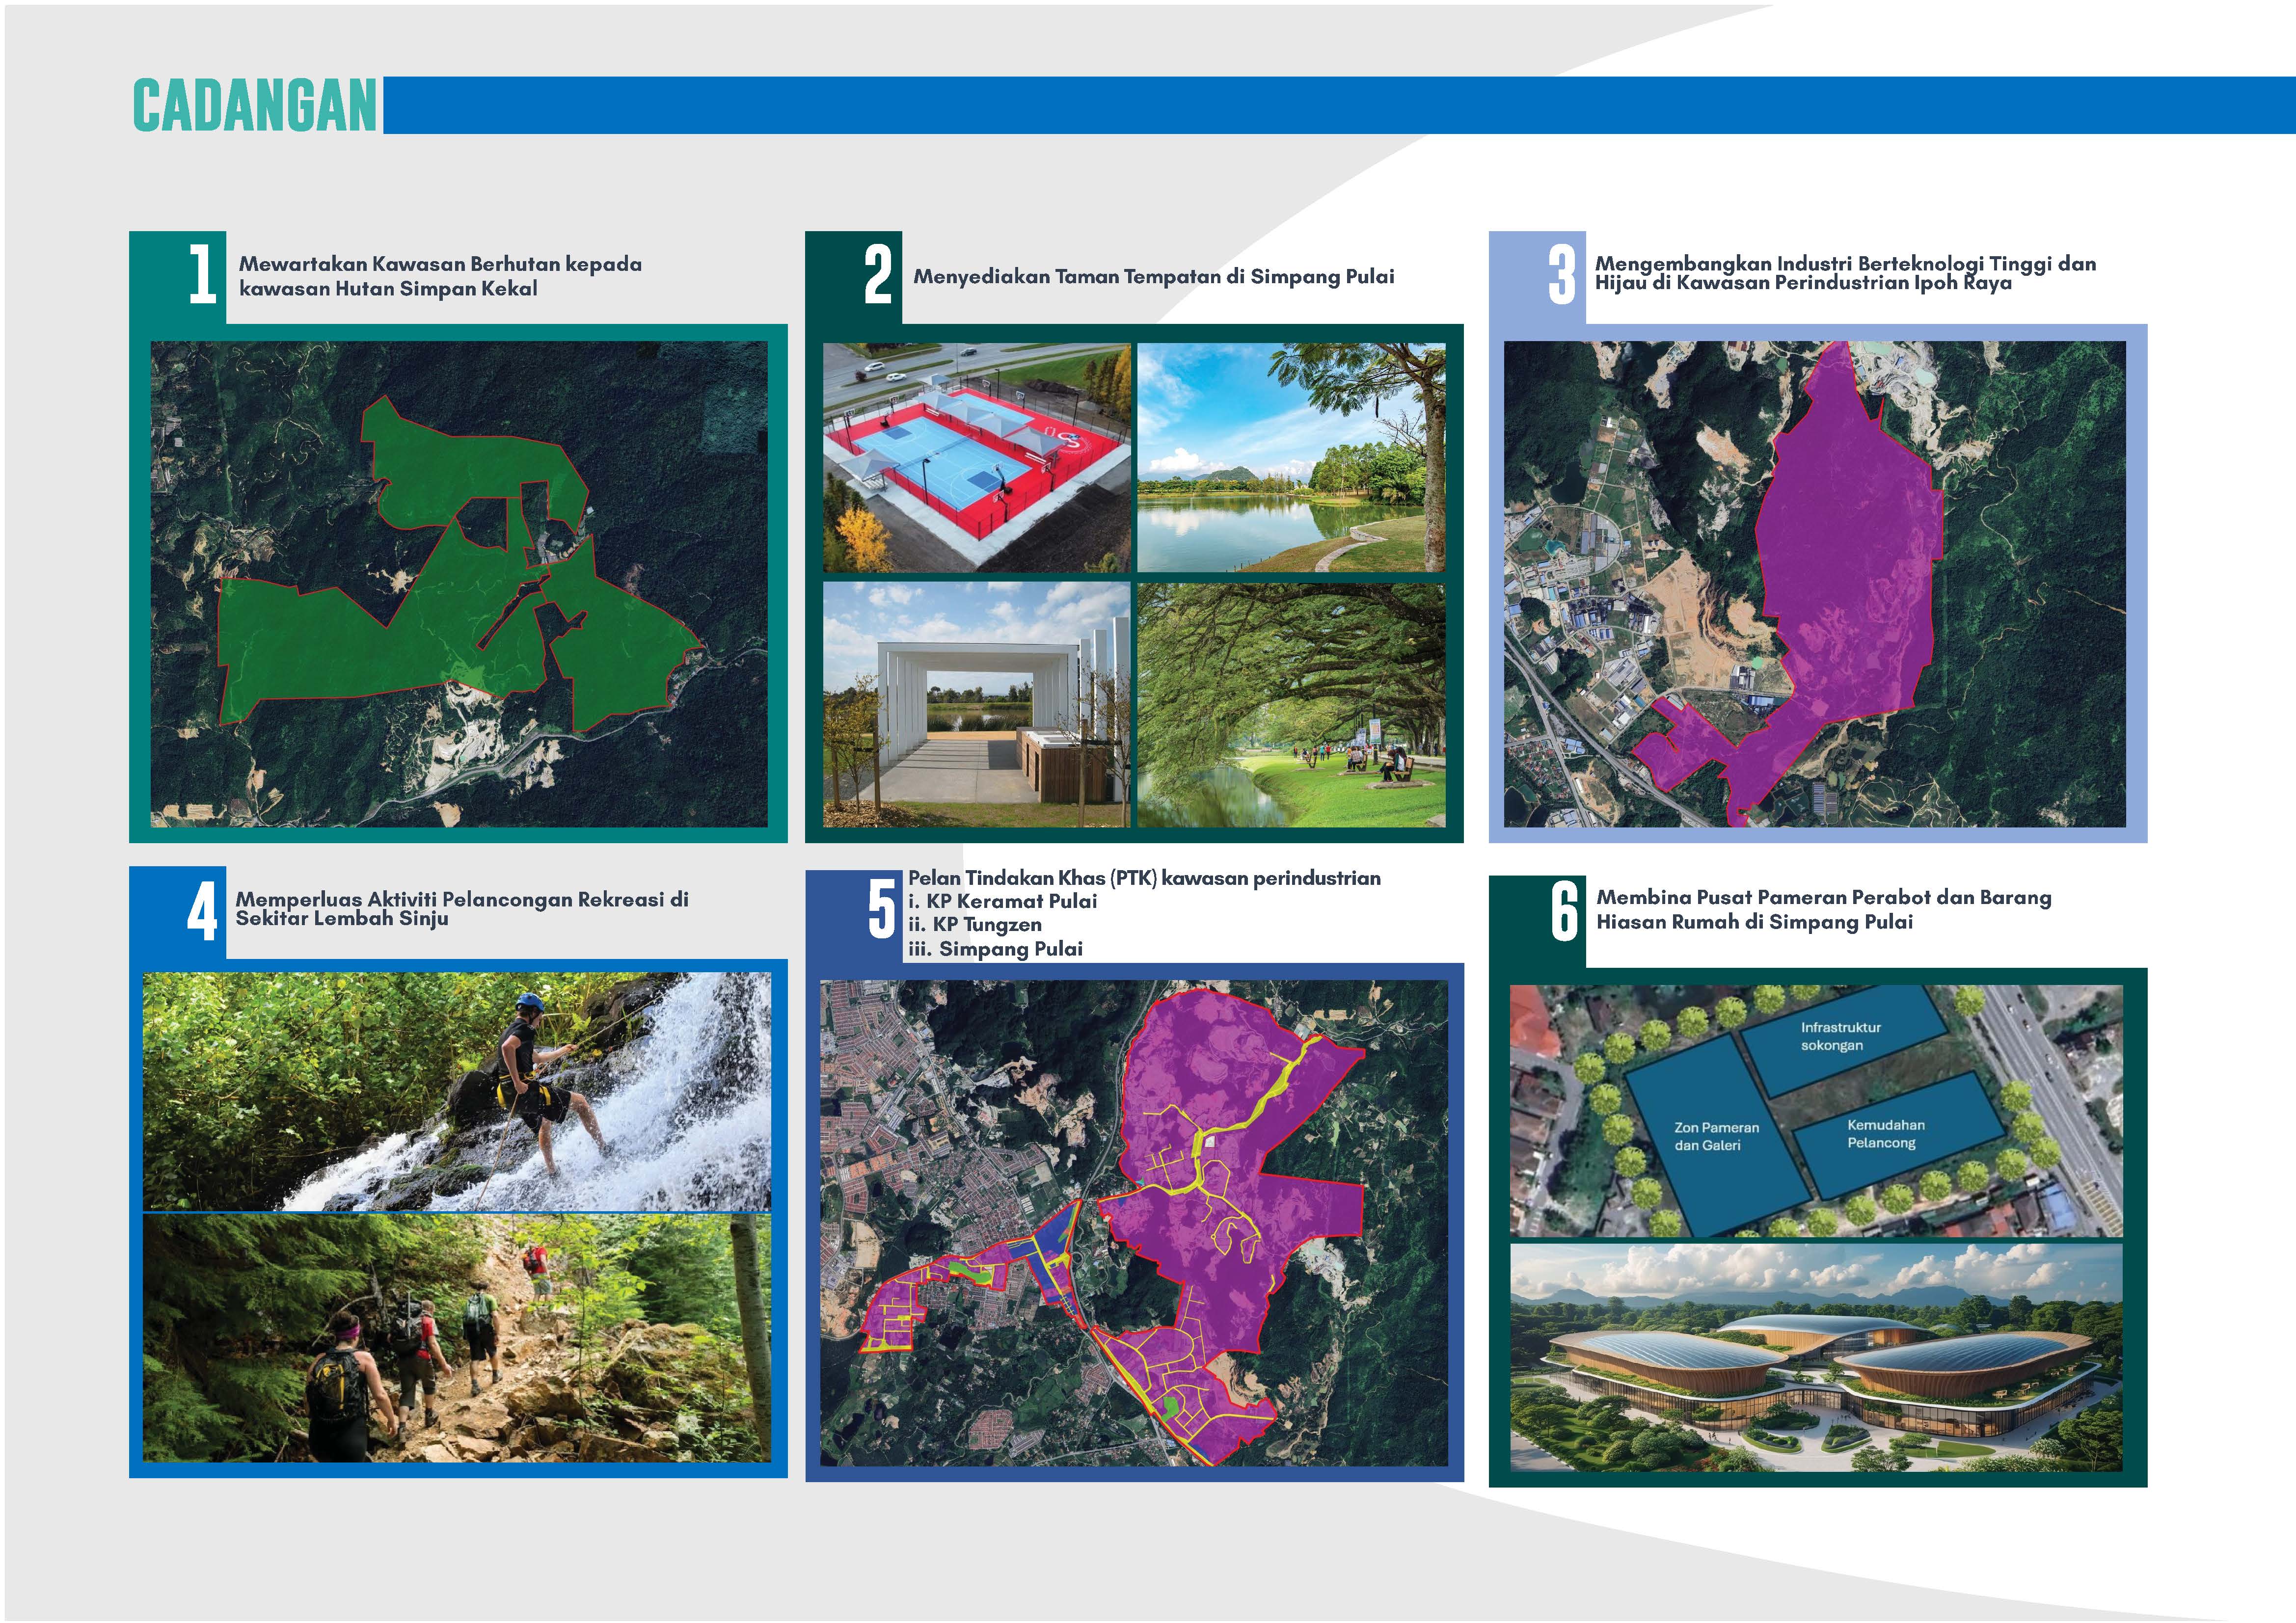 CADANGAN
1
Mewartakan Kawasan Berhutan kepada
kawasan Hutan Simpan Kekal
2
Menyediakan Taman Tempatan di Simpang Pulai
3
Mengembangkan Industri Berteknologi Tinggi dan
Hijau di Kawasan Perindustrian Ipoh Raya
4
Memperluas Aktiviti Pelancongan Rekreasi di
Sekitar Lembah Sinju
5
Pelan Tindakan Khas (PTK) kawasan perindustrian
i. KP Keramat Pulai
ii. KP Tungzen
iii. Simpang Pulai
6
Membina Pusat Pameran Perabot dan Barang
Hiasan Rumah di Simpang Pulai
Infrastruktur
sokongan
Zon Pameran
dan Galeri
Kemudahan
Pelancong